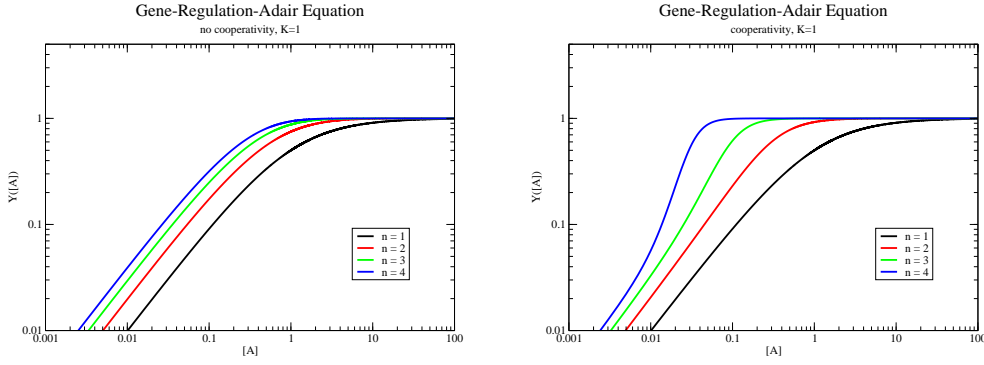 Gene-Regulation-Adair Equation
no cooperativity, K=1
Y([A])
1
0.1
0.01
0.001
0.01
0.1
1
10
100
[A]
n = 1
n = 2
n = 3
n = 4
Gene-Regulation-Adair Equation
cooperativity, K=1
Y([A])
1
0.1
0.01
0.001
0.01
0.1
1
10
100
[A]
n = 1
n = 2
n = 3
n = 4